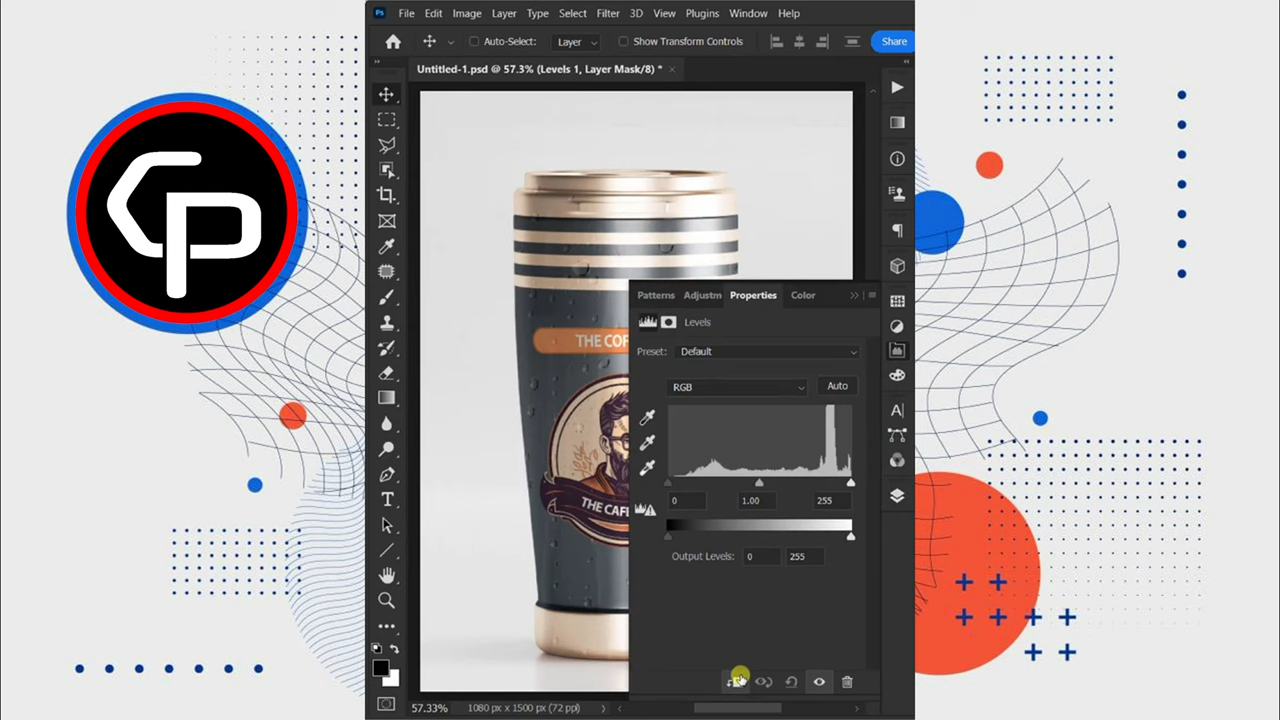 CP
Ps File Edit Image Layer Type Select Filter 3D View Plugins Window Help
Auto-Select: Layer Show Transform Controls Share
Untitled-1.psd @ 57.3% (Levels 1, Layer Mask/8) * ×
Patterns Adjustm Properties Color
Levels
Preset: Default
THE COF
RGB Auto
0 1.00 255
THE CAFE
Output Levels: 0 255
57.33% 1080 px x 1500 px (72 ppi)